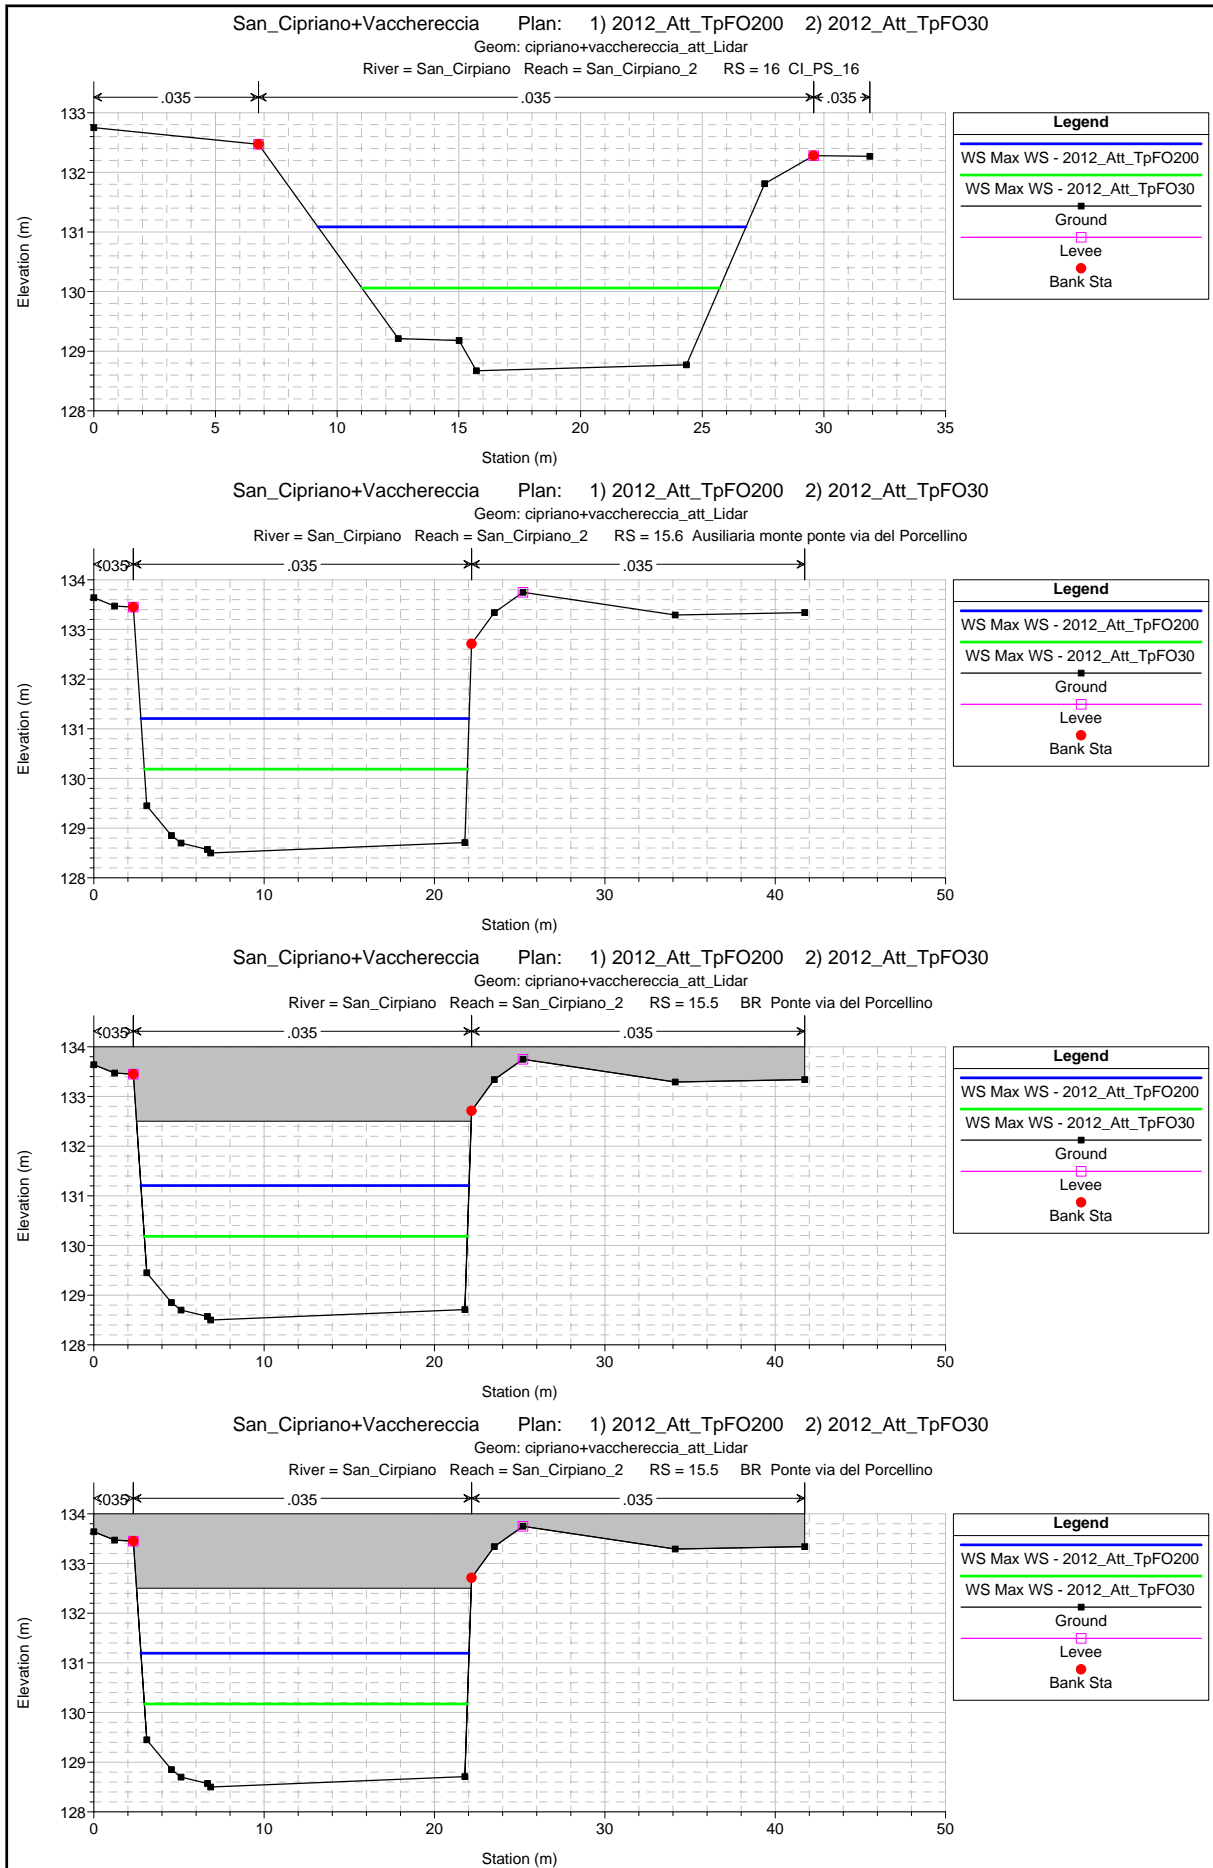 San_Cipriano+Vacchereccia Plan: 1) 2012_Att_TpFO200 2) 2012_Att_TpFO30
Geom: cipriano+vacchereccia_att_Lidar
River = San_Cirpiano Reach = San_Cirpiano_2 RS = 16 CI_PS_16
.035 .035 .035
133
132
131
130
129
128
Elevation (m)
0 5 10 15 20 25 30 35
Station (m)
Legend
WS Max WS - 2012_Att_TpFO200
WS Max WS - 2012_Att_TpFO30
Ground
Levee
Bank Sta
San_Cipriano+Vacchereccia Plan: 1) 2012_Att_TpFO200 2) 2012_Att_TpFO30
Geom: cipriano+vacchereccia_att_Lidar
River = San_Cirpiano Reach = San_Cirpiano_2 RS = 15.6 Ausiliaria monte ponte via del Porcellino
.035 .035 .035
134
133
132
131
130
129
128
Elevation (m)
0 10 20 30 40 50
Station (m)
Legend
WS Max WS - 2012_Att_TpFO200
WS Max WS - 2012_Att_TpFO30
Ground
Levee
Bank Sta
San_Cipriano+Vacchereccia Plan: 1) 2012_Att_TpFO200 2) 2012_Att_TpFO30
Geom: cipriano+vacchereccia_att_Lidar
River = San_Cirpiano Reach = San_Cirpiano_2 RS = 15.5 BR Ponte via del Porcellino
.035 .035 .035
134
133
132
131
130
129
128
Elevation (m)
0 10 20 30 40 50
Station (m)
Legend
WS Max WS - 2012_Att_TpFO200
WS Max WS - 2012_Att_TpFO30
Ground
Levee
Bank Sta
San_Cipriano+Vacchereccia Plan: 1) 2012_Att_TpFO200 2) 2012_Att_TpFO30
Geom: cipriano+vacchereccia_att_Lidar
River = San_Cirpiano Reach = San_Cirpiano_2 RS = 15.5 BR Ponte via del Porcellino
.035 .035 .035
134
133
132
131
130
129
128
Elevation (m)
0 10 20 30 40 50
Station (m)
Legend
WS Max WS - 2012_Att_TpFO200
WS Max WS - 2012_Att_TpFO30
Ground
Levee
Bank Sta